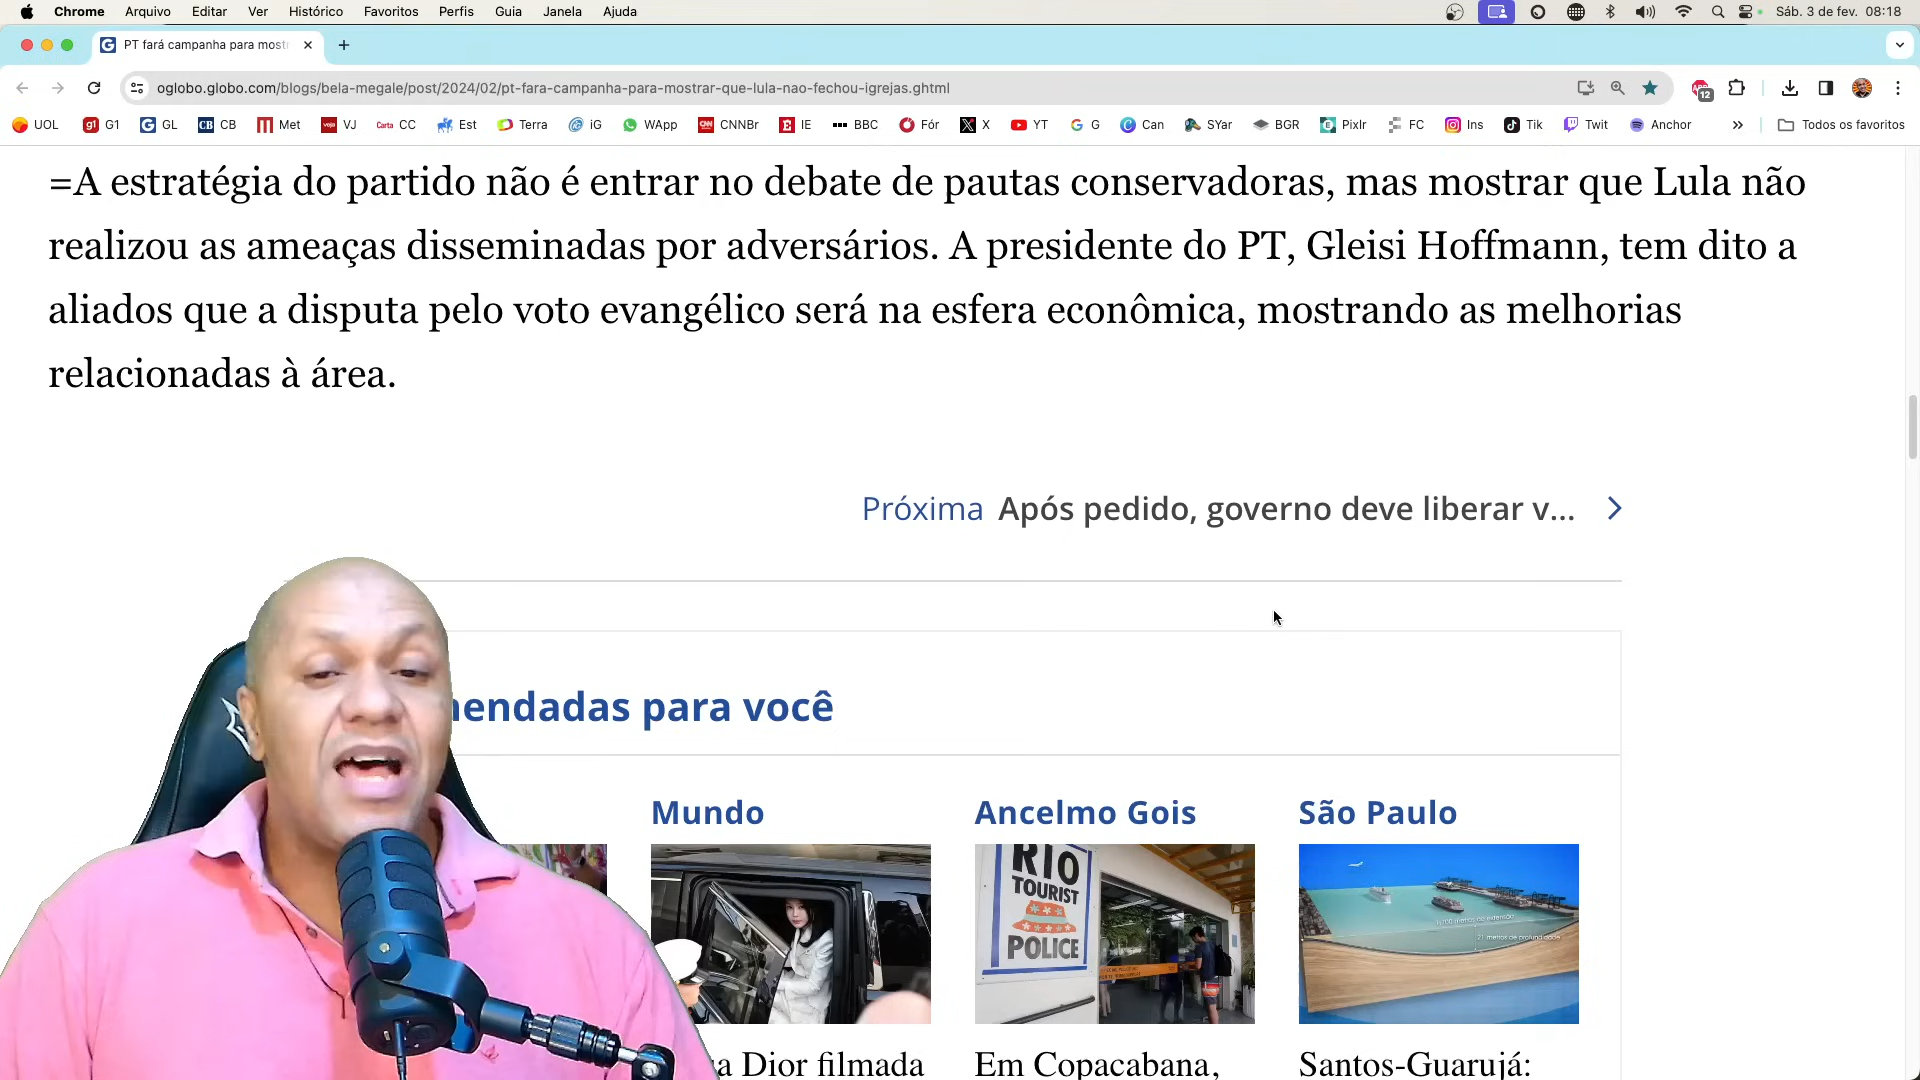 Chrome Arquivo Editar Ver Histórico Favoritos Perfis Guia Janela Ajuda Sáb. 3 de fev. 08:18
PT fará campanha para most
oglobo.globo.com/blogs/bela-megale/post/2024/02/pt-fara-campanha-para-mostrar-que-lula-nao-fechou-igrejas.ghtml 12
UOL G1 GL CB Met VJ CC Est Terra iG WApp CNNBr IE BBC Fór X YT G Can SYar BGR Pixlr FC Ins Tik Twit Anchor Todos os favoritos
=A estratégia do partido não é entrar no debate de pautas conservadoras, mas mostrar que Lula não
realizou as ameaças disseminadas por adversários. A presidente do PT, Gleisi Hoffmann, tem dito a
aliados que a disputa pelo voto evangélico será na esfera econômica, mostrando as melhorias
relacionadas à área.
Próxima Após pedido, governo deve liberar v...
mendadas para você
Mundo Ancelmo Gois São Paulo
RIO
TOURIST
POLICE
21 metros de profundidade
a Dior filmada Em Copacabana, Santos-Guarujá: